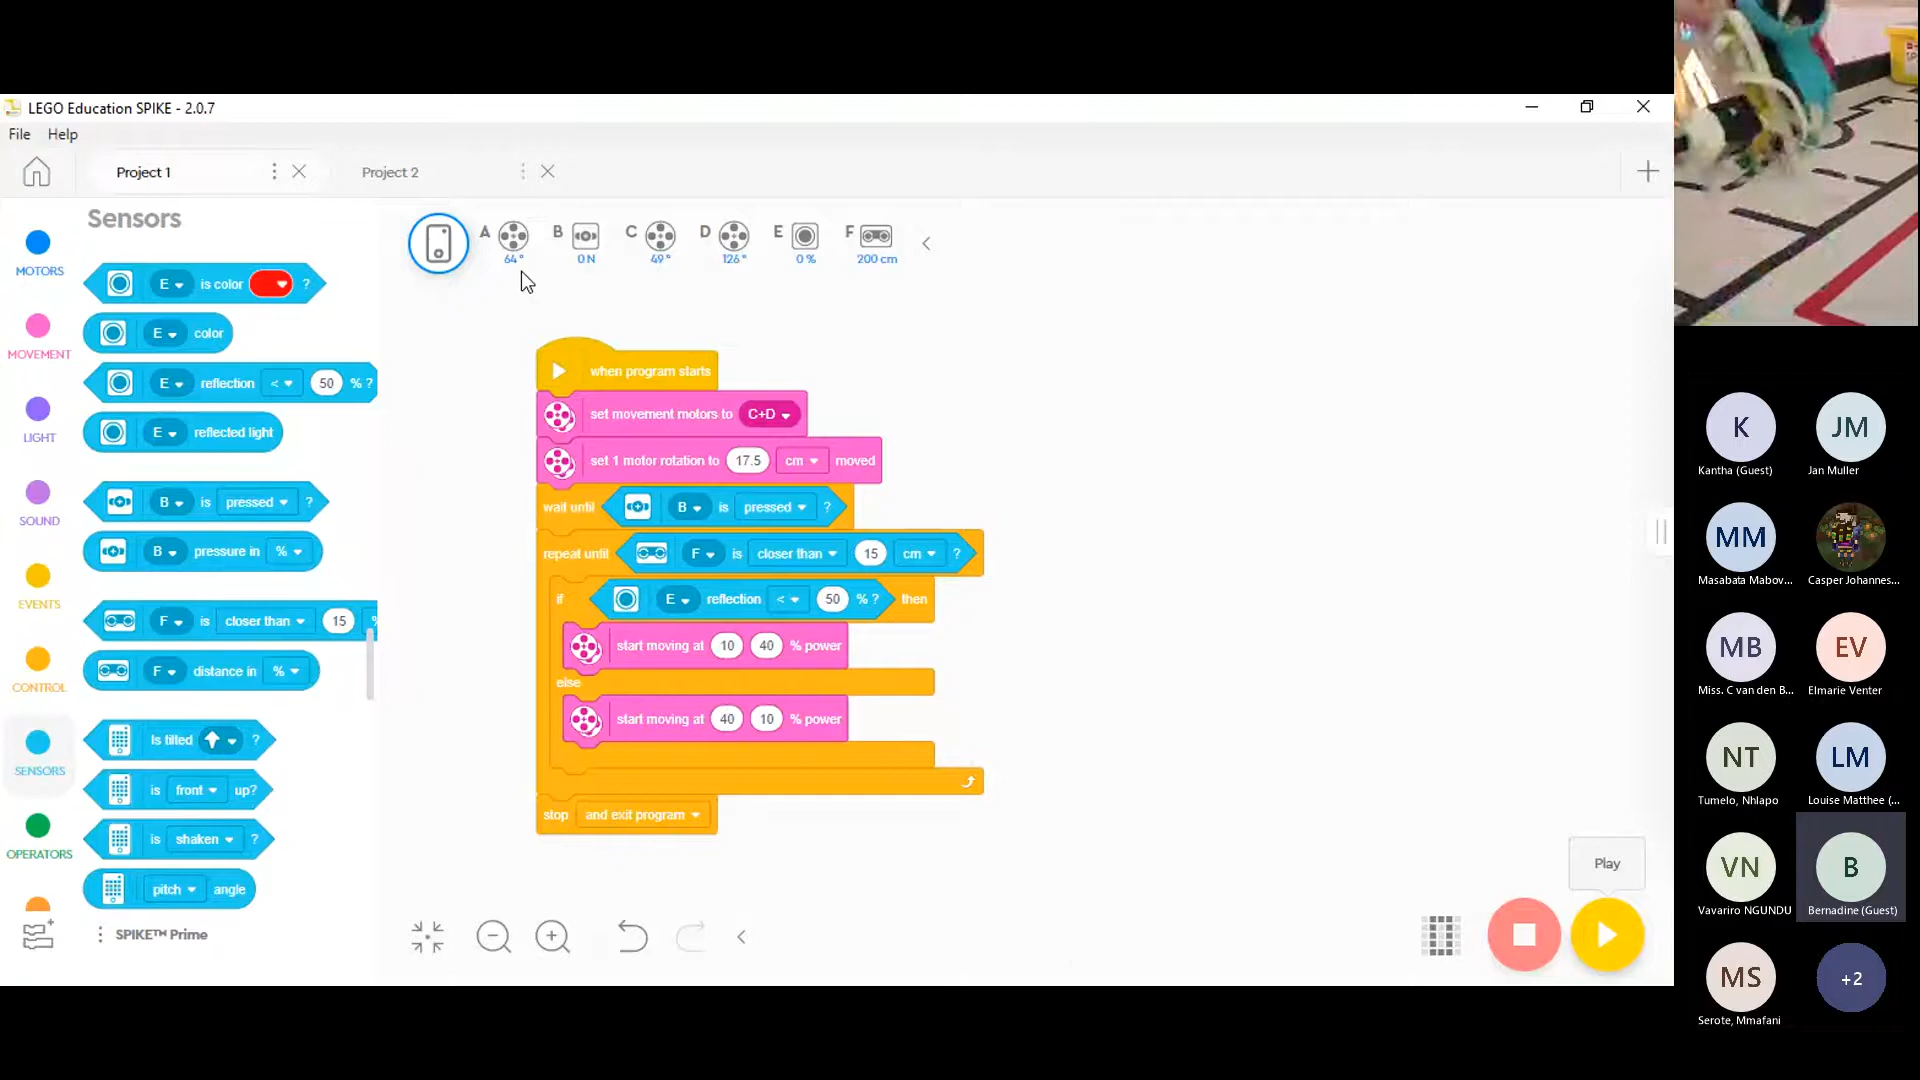 LEGO Education SPIKE - 2.0.7
File Help
Project 1
Project 2
MOTORS
MOVEMENT
LIGHT
SOUND
EVENTS
CONTROL
SENSORS
OPERATORS
Sensors
E is color ?
E color
E reflection < 50 % ?
E reflected light
B is pressed ?
B pressure in %
F is closer than 15 %
F distance in %
Is tilted ?
is front up?
is shaken ?
pitch angle
SPIKE™ Prime
A B C D E F
64° 0 N 49° 126° 0 % 200 cm
when program starts
set movement motors to C+D
set 1 motor rotation to 17.5 cm moved
wait until B is pressed ?
repeat until F is closer than 15 cm ?
if E reflection < 50 % ? then
start moving at 10 40 % power
else
start moving at 40 10 % power
stop and exit program
Play
K JM
Kantha (Guest) Jan Muller
MM
Masabata Mabov... Casper Johannes...
MB EV
Miss. C van den B... Elmarie Venter
NT LM
Tumelo, Nhlapo Louise Matthee (...
VN B
Vavariro NGUNDU Bernadine (Guest)
MS +2
Serote, Mmafani